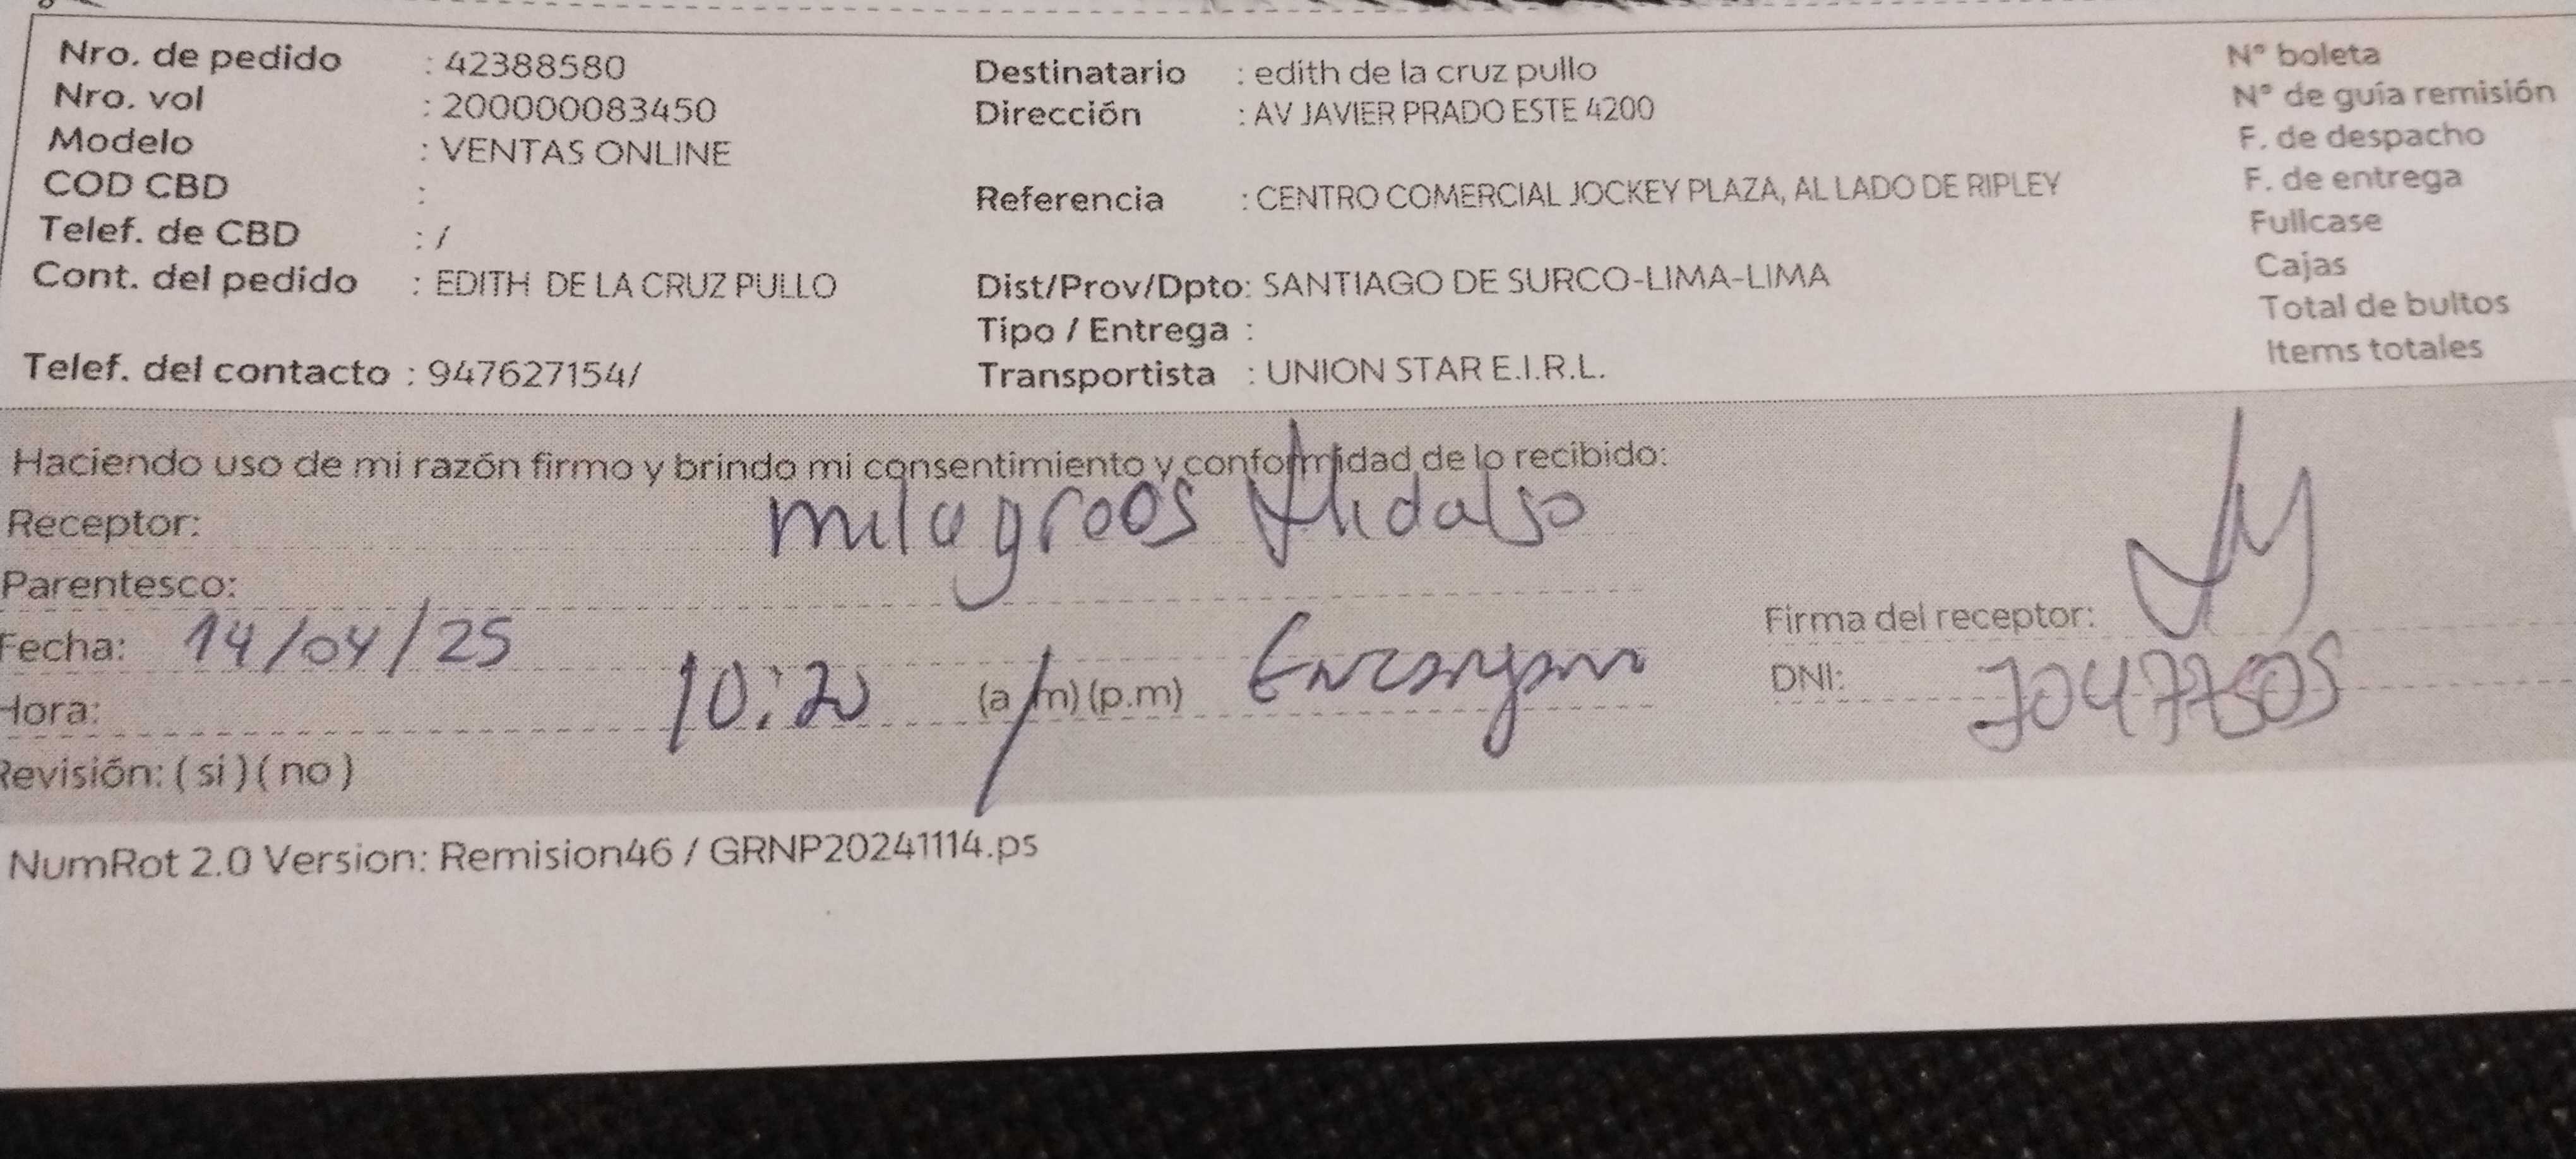 Nro. de pedido : 42388580
Nro. vol : 200000083450
Modelo : VENTAS ONLINE
COD CBD :
Telef. de CBD : /
Cont. del pedido : EDITH DE LA CRUZ PULLO
Telef. del contacto : 947627154/
Destinatario : edith de la cruz pullo
Dirección : AV JAVIER PRADO ESTE 4200
Referencia : CENTRO COMERCIAL JOCKEY PLAZA, AL LADO DE RIPLEY
Dist/Prov/Dpto: SANTIAGO DE SURCO-LIMA-LIMA
Tipo / Entrega :
Transportista : UNION STAR E.I.R.L.
N° boleta
N° de guía remisión
F. de despacho
F. de entrega
Fullcase
Cajas
Total de bultos
Items totales
Haciendo uso de mi razón firmo y brindo mi consentimiento y conformidad de lo recibido:
Receptor: milagros Hidalgo
Parentesco:
Fecha: 14/04/25
Hora: 10:20 (a.m) (p.m)
Revisión: ( si ) ( no )
Firma del receptor:
DNI:
NumRot 2.0 Version: Remision46 / GRNP20241114.ps